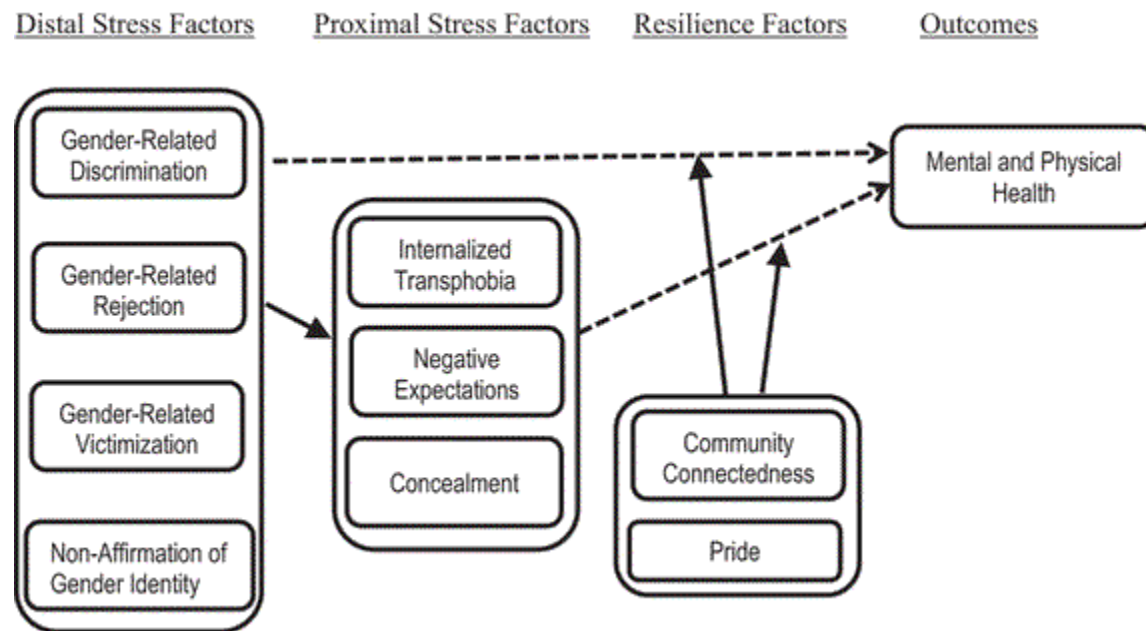 Distal Stress Factors Proximal Stress Factors Resilience Factors Outcomes
Gender-Related
Discrimination
Gender-Related
Rejection
Gender-Related
Victimization
Non-Affirmation of
Gender Identity
Internalized
Transphobia
Negative
Expectations
Concealment
Community
Connectedness
Pride
Mental and Physical
Health